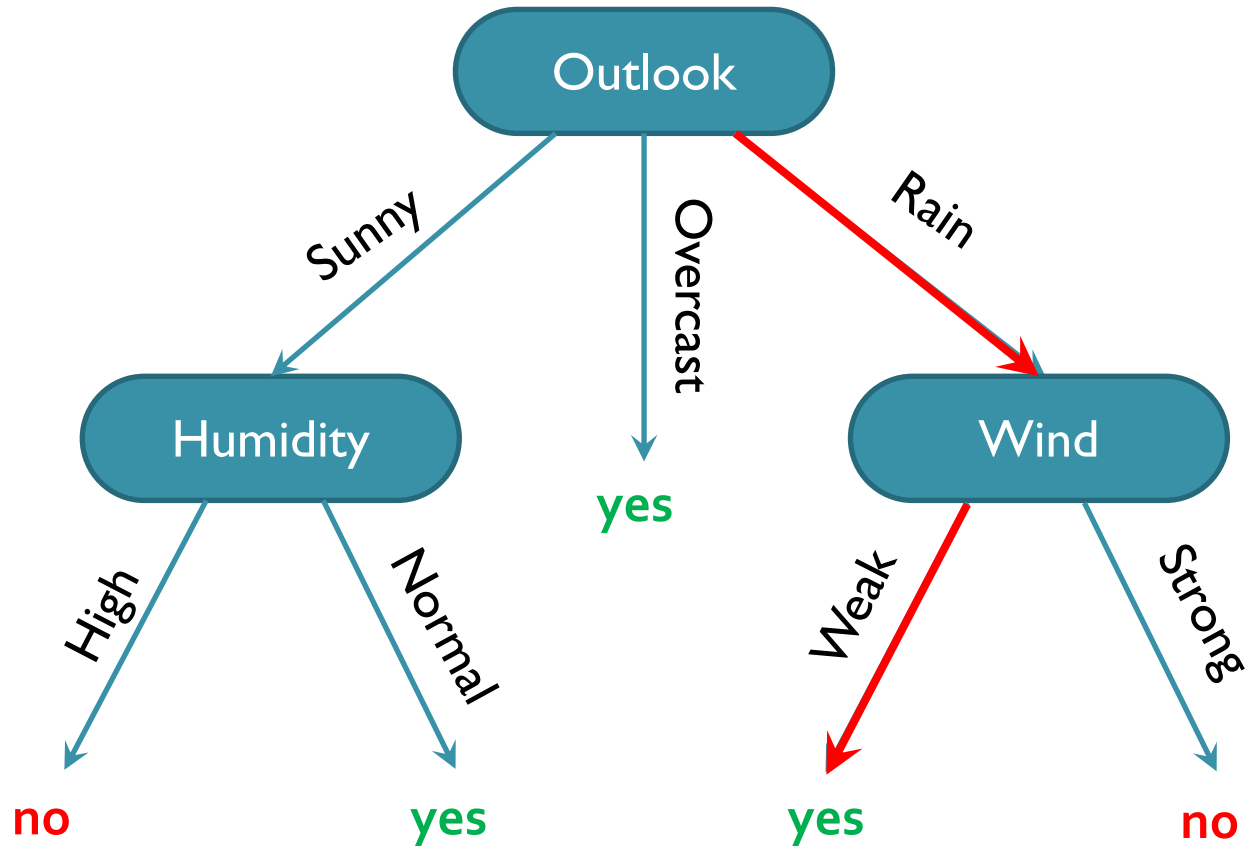 Outlook
Sunny
Overcast
Rain
Humidity
yes
Wind
High
Normal
Weak
Strong
no
yes
yes
no